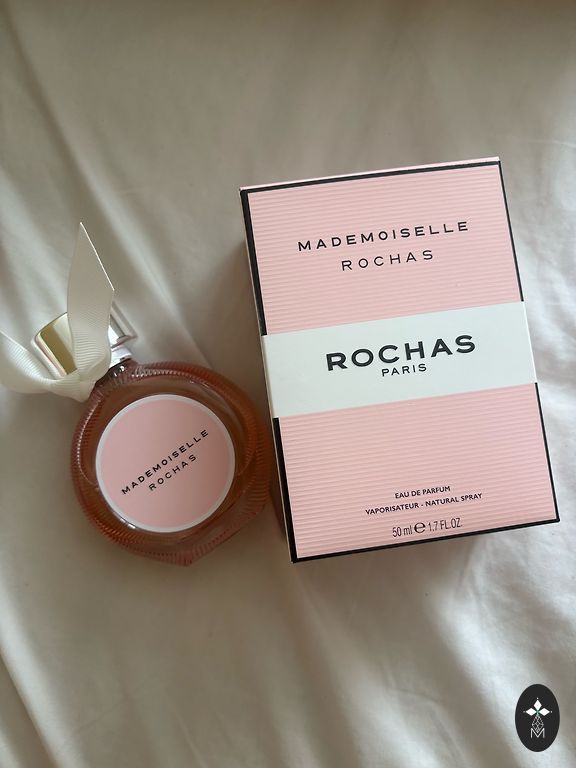 MADEMOISELLE
ROCHAS
ROCHAS
PARIS
EAU DE PARFUM
VAPORISATEUR - NATURAL SPRAY
50 ml ℮ 1.7 FL.OZ.
MADEMOISELLE
ROCHAS
M